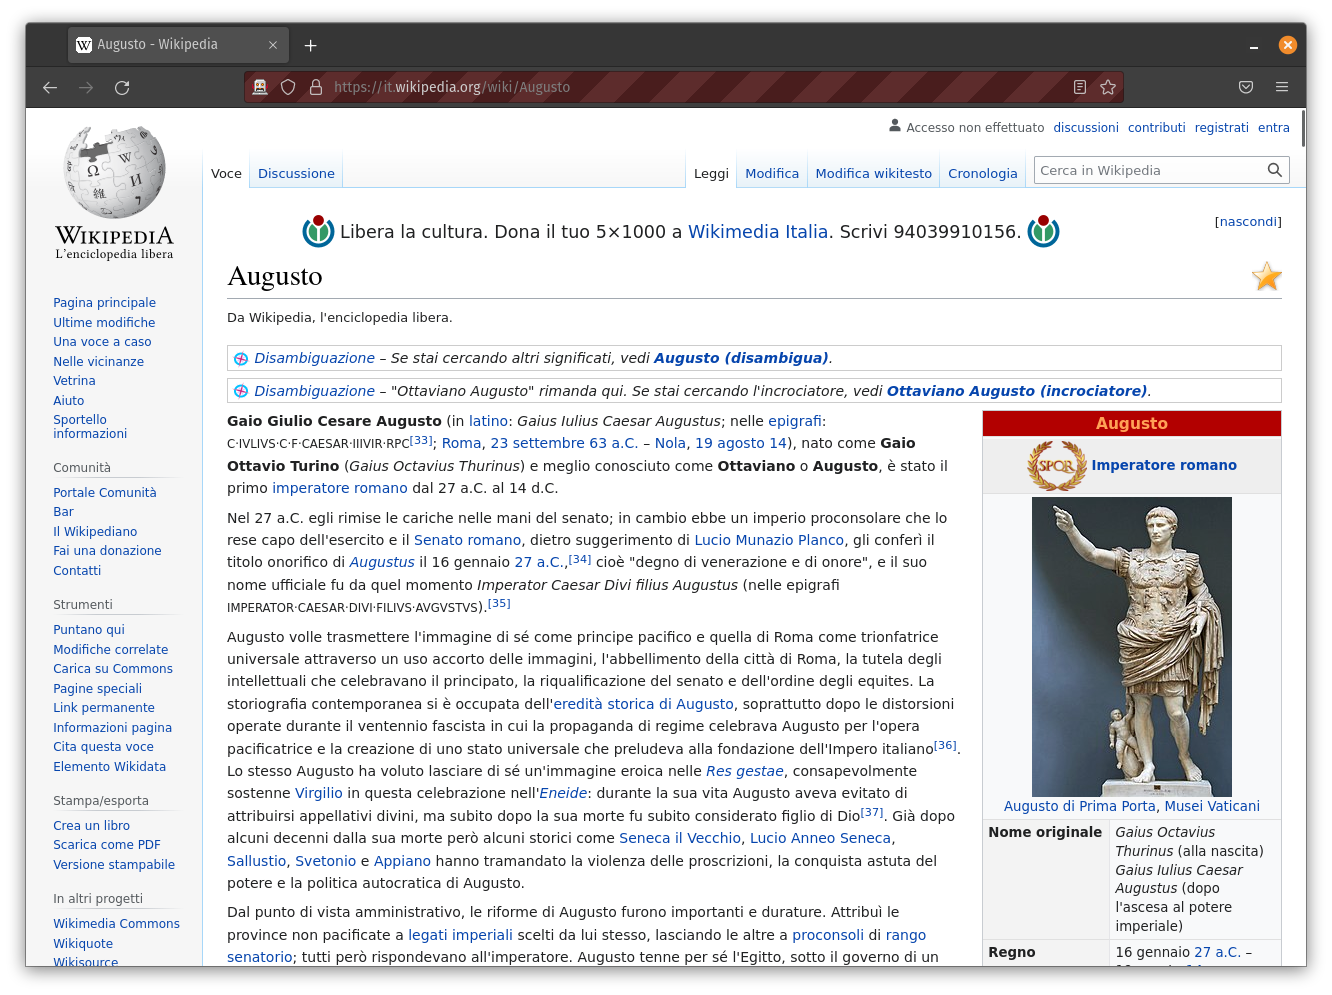 Augusto - Wikipedia
https://it.wikipedia.org/wiki/Augusto
Accesso non effettuato discussioni contributi registrati entra
Voce Discussione Leggi Modifica Modifica wikitesto Cronologia Cerca in Wikipedia
WIKIPEDIA
L'enciclopedia libera
Pagina principale
Ultime modifiche
Una voce a caso
Nelle vicinanze
Vetrina
Aiuto
Sportello
informazioni
Comunità
Portale Comunità
Bar
Il Wikipediano
Fai una donazione
Contatti
Strumenti
Puntano qui
Modifiche correlate
Carica su Commons
Pagine speciali
Link permanente
Informazioni pagina
Cita questa voce
Elemento Wikidata
Stampa/esporta
Crea un libro
Scarica come PDF
Versione stampabile
In altri progetti
Wikimedia Commons
Wikiquote
Wikisource
Libera la cultura. Dona il tuo 5×1000 a Wikimedia Italia. Scrivi 94039910156.
[nascondi]
Augusto
Da Wikipedia, l'enciclopedia libera.
Disambiguazione – Se stai cercando altri significati, vedi Augusto (disambigua).
Disambiguazione – "Ottaviano Augusto" rimanda qui. Se stai cercando l'incrociatore, vedi Ottaviano Augusto (incrociatore).
Gaio Giulio Cesare Augusto (in latino: Gaius Iulius Caesar Augustus; nelle epigrafi:
C·IVLIVS·C·F·CAESAR·IIIVIR·RPC[33]; Roma, 23 settembre 63 a.C. – Nola, 19 agosto 14), nato come Gaio
Ottavio Turino (Gaius Octavius Thurinus) e meglio conosciuto come Ottaviano o Augusto, è stato il
primo imperatore romano dal 27 a.C. al 14 d.C.
Nel 27 a.C. egli rimise le cariche nelle mani del senato; in cambio ebbe un imperio proconsolare che lo
rese capo dell'esercito e il Senato romano, dietro suggerimento di Lucio Munazio Planco, gli conferì il
titolo onorifico di Augustus il 16 gennaio 27 a.C.,[34] cioè "degno di venerazione e di onore", e il suo
nome ufficiale fu da quel momento Imperator Caesar Divi filius Augustus (nelle epigrafi
IMPERATOR·CAESAR·DIVI·FILIVS·AVGVSTVS).[35]
Augusto volle trasmettere l'immagine di sé come principe pacifico e quella di Roma come trionfatrice
universale attraverso un uso accorto delle immagini, l'abbellimento della città di Roma, la tutela degli
intellettuali che celebravano il principato, la riqualificazione del senato e dell'ordine degli equites. La
storiografia contemporanea si è occupata dell'eredità storica di Augusto, soprattutto dopo le distorsioni
operate durante il ventennio fascista in cui la propaganda di regime celebrava Augusto per l'opera
pacificatrice e la creazione di uno stato universale che preludeva alla fondazione dell'Impero italiano[36].
Lo stesso Augusto ha voluto lasciare di sé un'immagine eroica nelle Res gestae, consapevolmente
sostenne Virgilio in questa celebrazione nell'Eneide: durante la sua vita Augusto aveva evitato di
attribuirsi appellativi divini, ma subito dopo la sua morte fu subito considerato figlio di Dio[37]. Già dopo
alcuni decenni dalla sua morte però alcuni storici come Seneca il Vecchio, Lucio Anneo Seneca,
Sallustio, Svetonio e Appiano hanno tramandato la violenza delle proscrizioni, la conquista astuta del
potere e la politica autocratica di Augusto.
Dal punto di vista amministrativo, le riforme di Augusto furono importanti e durature. Attribuì le
province non pacificate a legati imperiali scelti da lui stesso, lasciando le altre a proconsoli di rango
senatorio; tutti però rispondevano all'imperatore. Augusto tenne per sé l'Egitto, sotto il governo di un
Augusto
SPQR Imperatore romano
Augusto di Prima Porta, Musei Vaticani
Nome originale Gaius Octavius
Thurinus (alla nascita)
Gaius Iulius Caesar
Augustus (dopo
l'ascesa al potere
imperiale)
Regno 16 gennaio 27 a.C. –